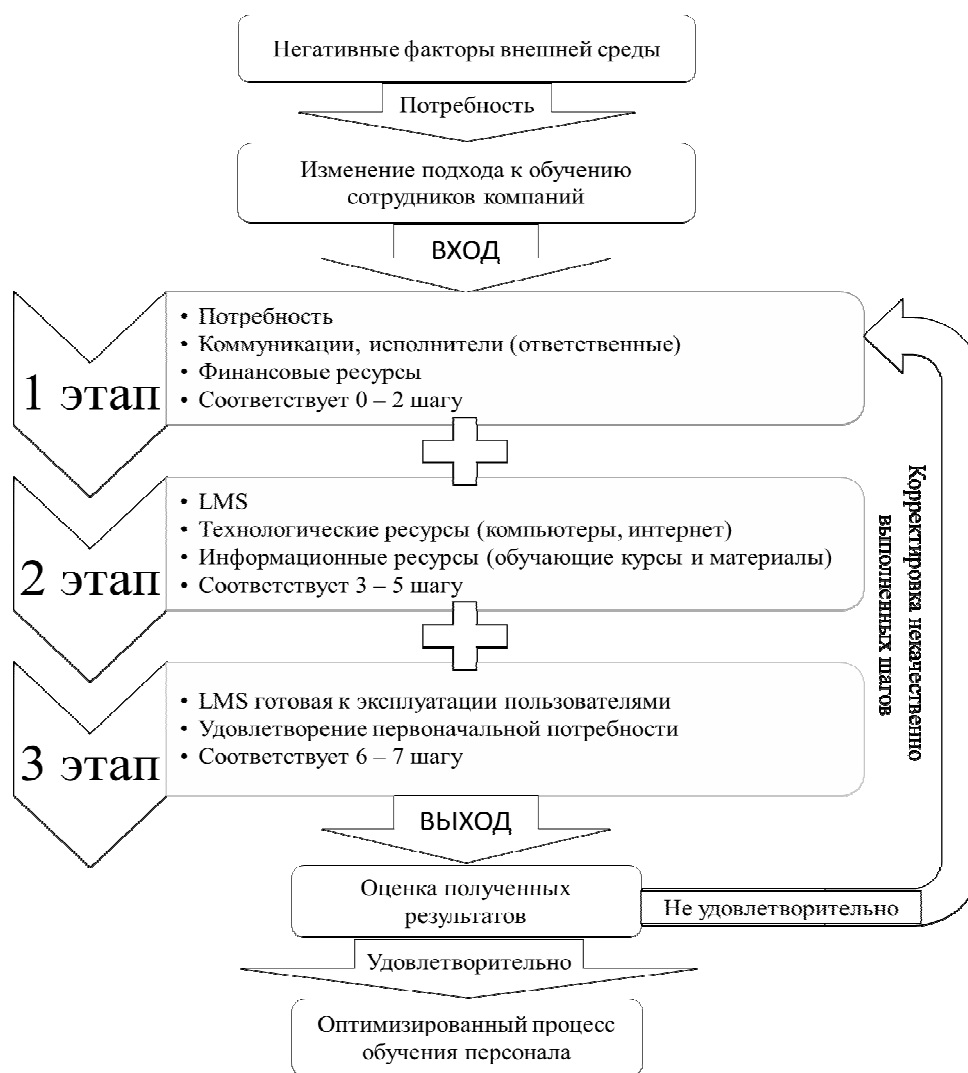 Негативные факторы внешней среды
Потребность
Изменение подхода к обучению
сотрудников компаний
ВХОД
1 этап
• Потребность
• Коммуникации, исполнители (ответственные)
• Финансовые ресурсы
• Соответствует 0 – 2 шагу
2 этап
• LMS
• Технологические ресурсы (компьютеры, интернет)
• Информационные ресурсы (обучающие курсы и материалы)
• Соответствует 3 – 5 шагу
3 этап
• LMS готовая к эксплуатации пользователями
• Удовлетворение первоначальной потребности
• Соответствует 6 – 7 шагу
Корректировка некачественно
выполненных шагов
ВЫХОД
Оценка полученных
результатов
Не удовлетворительно
Удовлетворительно
Оптимизированный процесс
обучения персонала